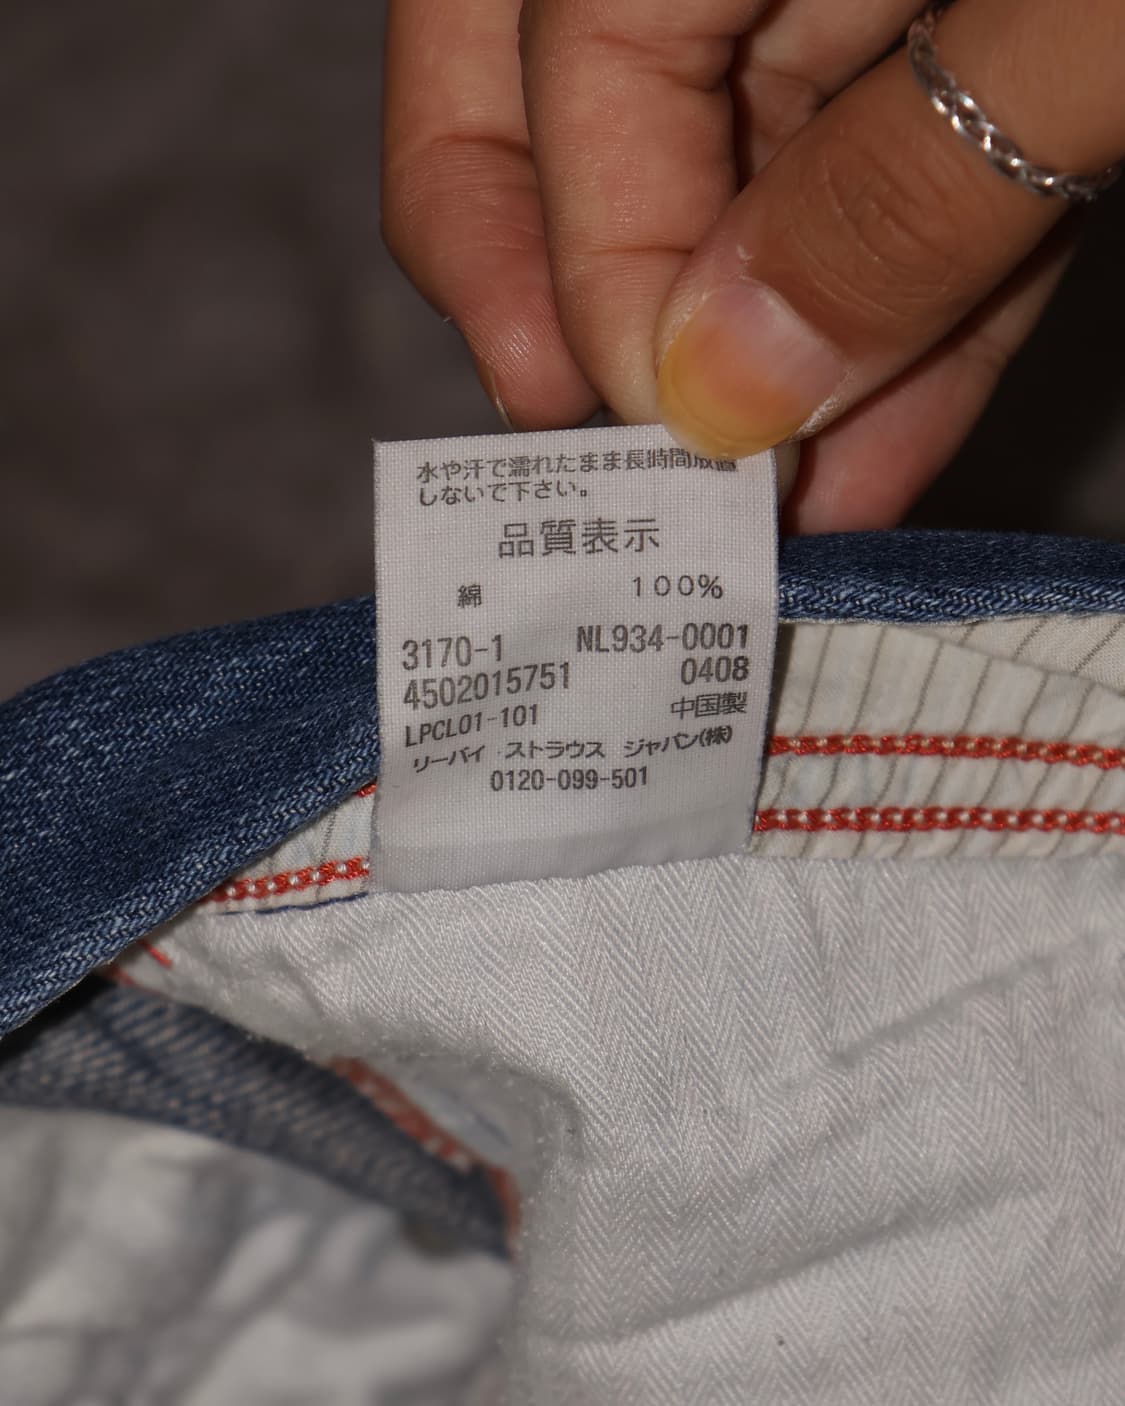 水や汗で濡れたまま長時間放置
しないで下さい。
品質表示
綿 100%
3170-1 NL934-0001
4502015751 0408
LPCL01-101 中国製
リーバイ ストラウス ジャパン(株)
0120-099-501